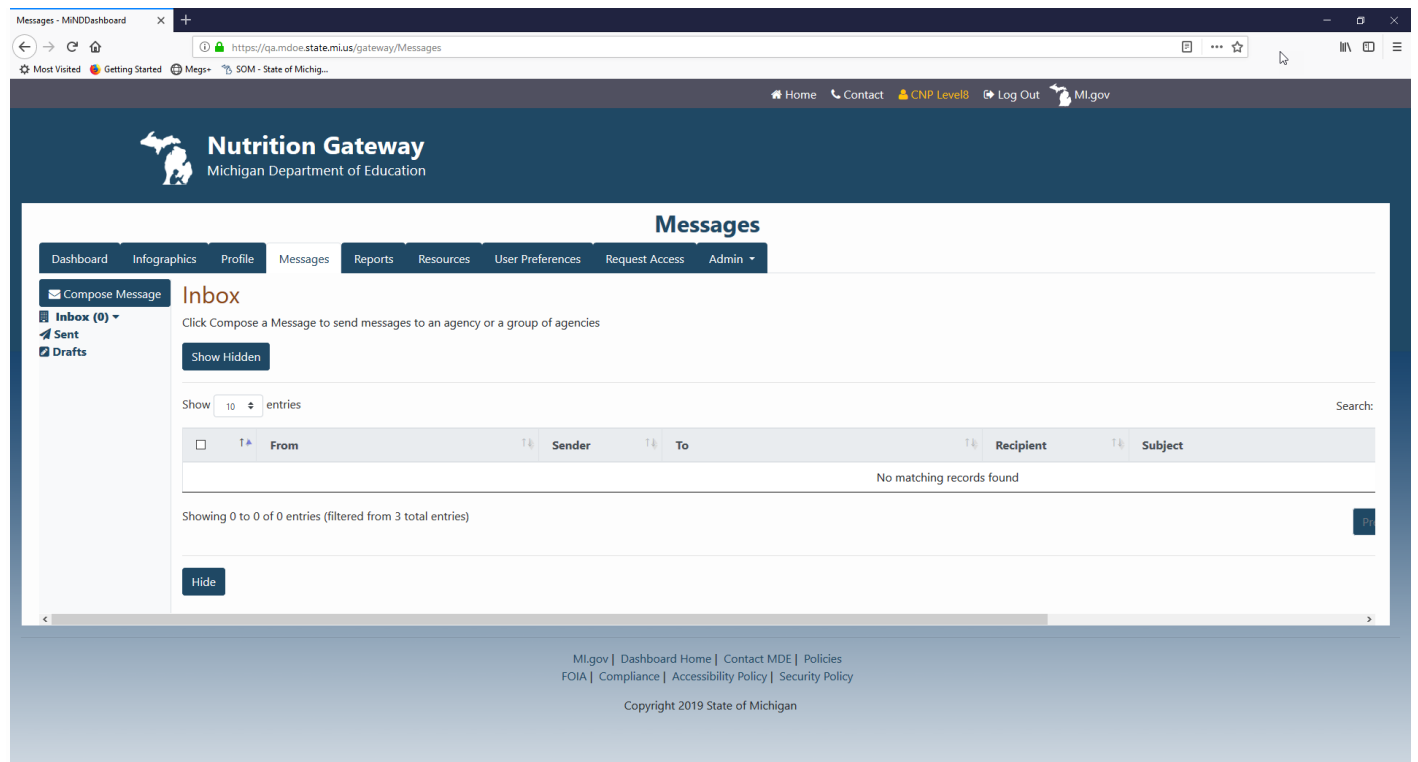 Messages - MiNDDashboard
https://qa.mdoe.state.mi.us/gateway/Messages
Most Visited Getting Started Megs+ SOM - State of Michig...
Home Contact CNP Level8 Log Out MI.gov
Nutrition Gateway
Michigan Department of Education
Messages
Dashboard Infographics Profile Messages Reports Resources User Preferences Request Access Admin
Compose Message
Inbox (0)
Sent
Drafts
Inbox
Click Compose a Message to send messages to an agency or a group of agencies
Show Hidden
Show 10 entries
Search:
From Sender To Recipient Subject
No matching records found
Showing 0 to 0 of 0 entries (filtered from 3 total entries)
Hide
MI.gov | Dashboard Home | Contact MDE | Policies
FOIA | Compliance | Accessibility Policy | Security Policy
Copyright 2019 State of Michigan